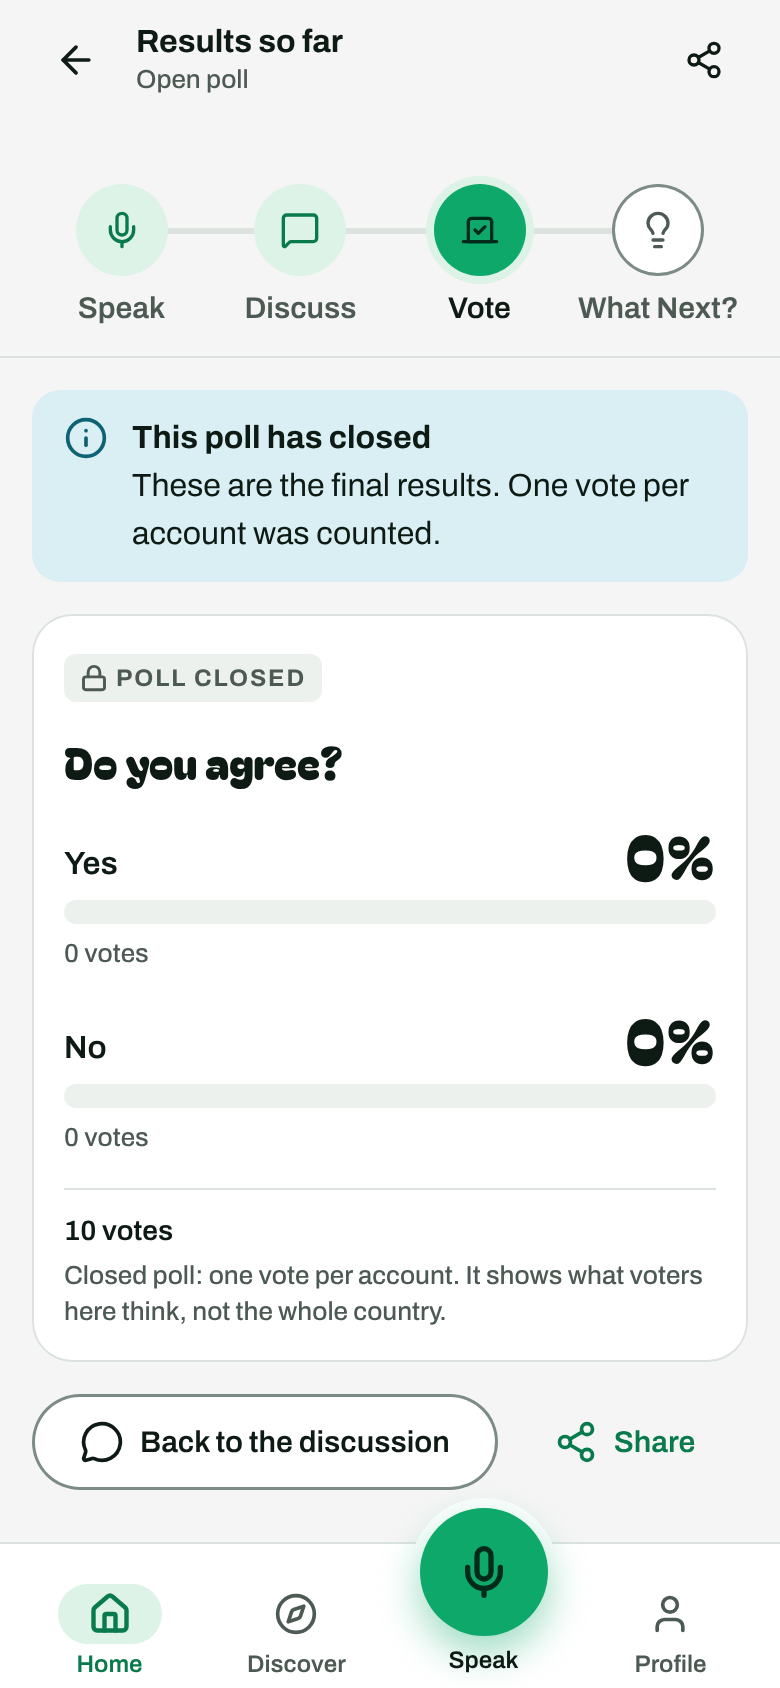 Results so far
Open poll
Speak
Discuss
Vote
What Next?
This poll has closed
These are the final results. One vote per
account was counted.
POLL CLOSED
Do you agree?
Yes
0%
0 votes
No
0%
0 votes
10 votes
Closed poll: one vote per account. It shows what voters
here think, not the whole country.
Back to the discussion
Share
Home
Discover
Speak
Profile